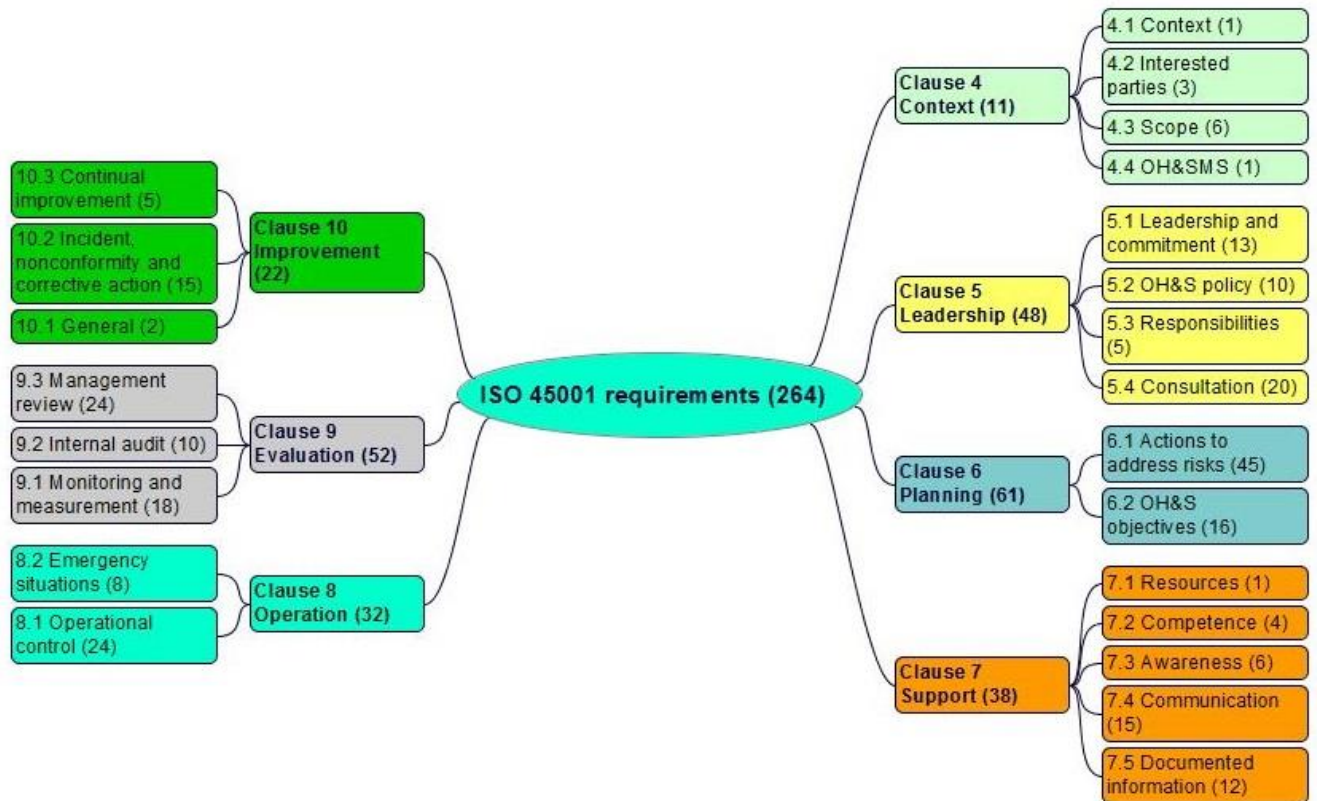 ISO 45001 requirements (264)
Clause 4
Context (11)
4.1 Context (1)
4.2 Interested
parties (3)
4.3 Scope (6)
4.4 OH&SMS (1)
Clause 5
Leadership (48)
5.1 Leadership and
commitment (13)
5.2 OH&S policy (10)
5.3 Responsibilities
(5)
5.4 Consultation (20)
Clause 6
Planning (61)
6.1 Actions to
address risks (45)
6.2 OH&S
objectives (16)
Clause 7
Support (38)
7.1 Resources (1)
7.2 Competence (4)
7.3 Awareness (6)
7.4 Communication
(15)
7.5 Documented
information (12)
Clause 8
Operation (32)
8.2 Emergency
situations (8)
8.1 Operational
control (24)
Clause 9
Evaluation (52)
9.3 Management
review (24)
9.2 Internal audit (10)
9.1 Monitoring and
measurement (18)
Clause 10
Improvement
(22)
10.3 Continual
improvement (5)
10.2 Incident,
nonconformity and
corrective action (15)
10.1 General (2)